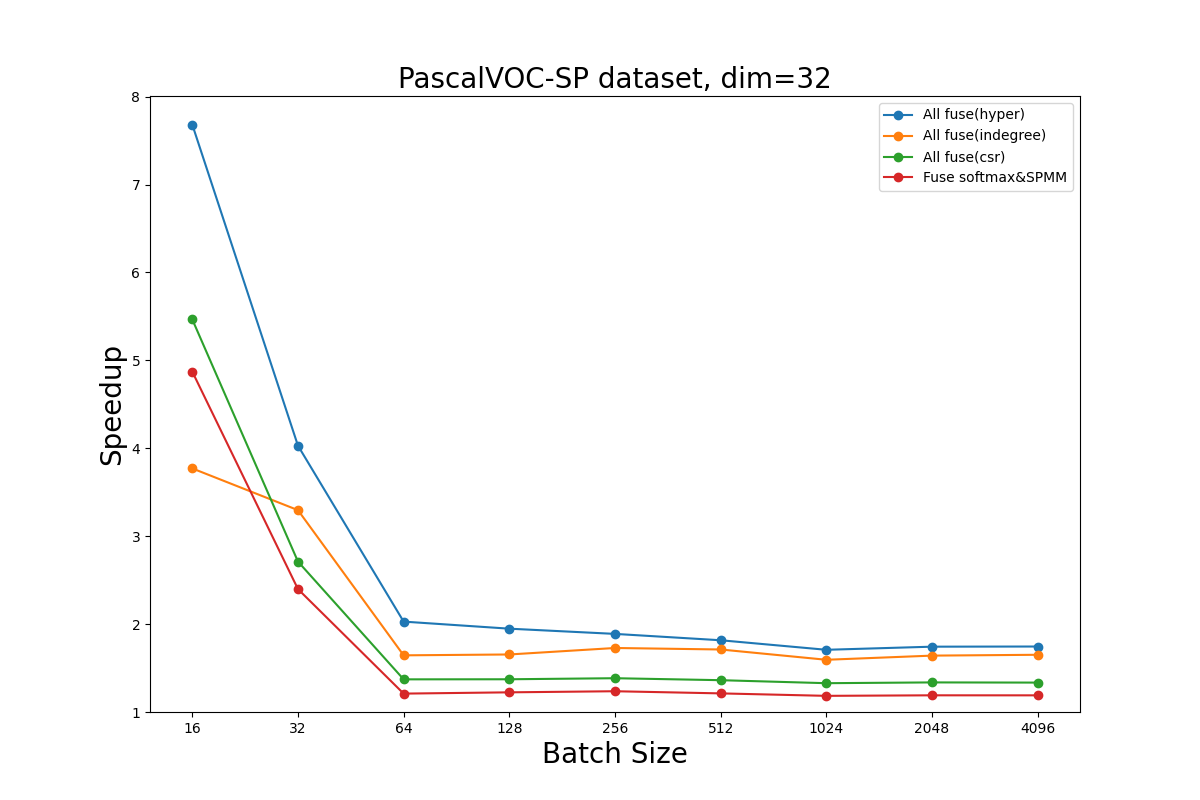 PascalVOC-SP dataset, dim=32
All fuse(hyper)
All fuse(indegree)
All fuse(csr)
Fuse softmax&SPMM
Speedup
8
7
6
5
4
3
2
1
16 32 64 128 256 512 1024 2048 4096
Batch Size